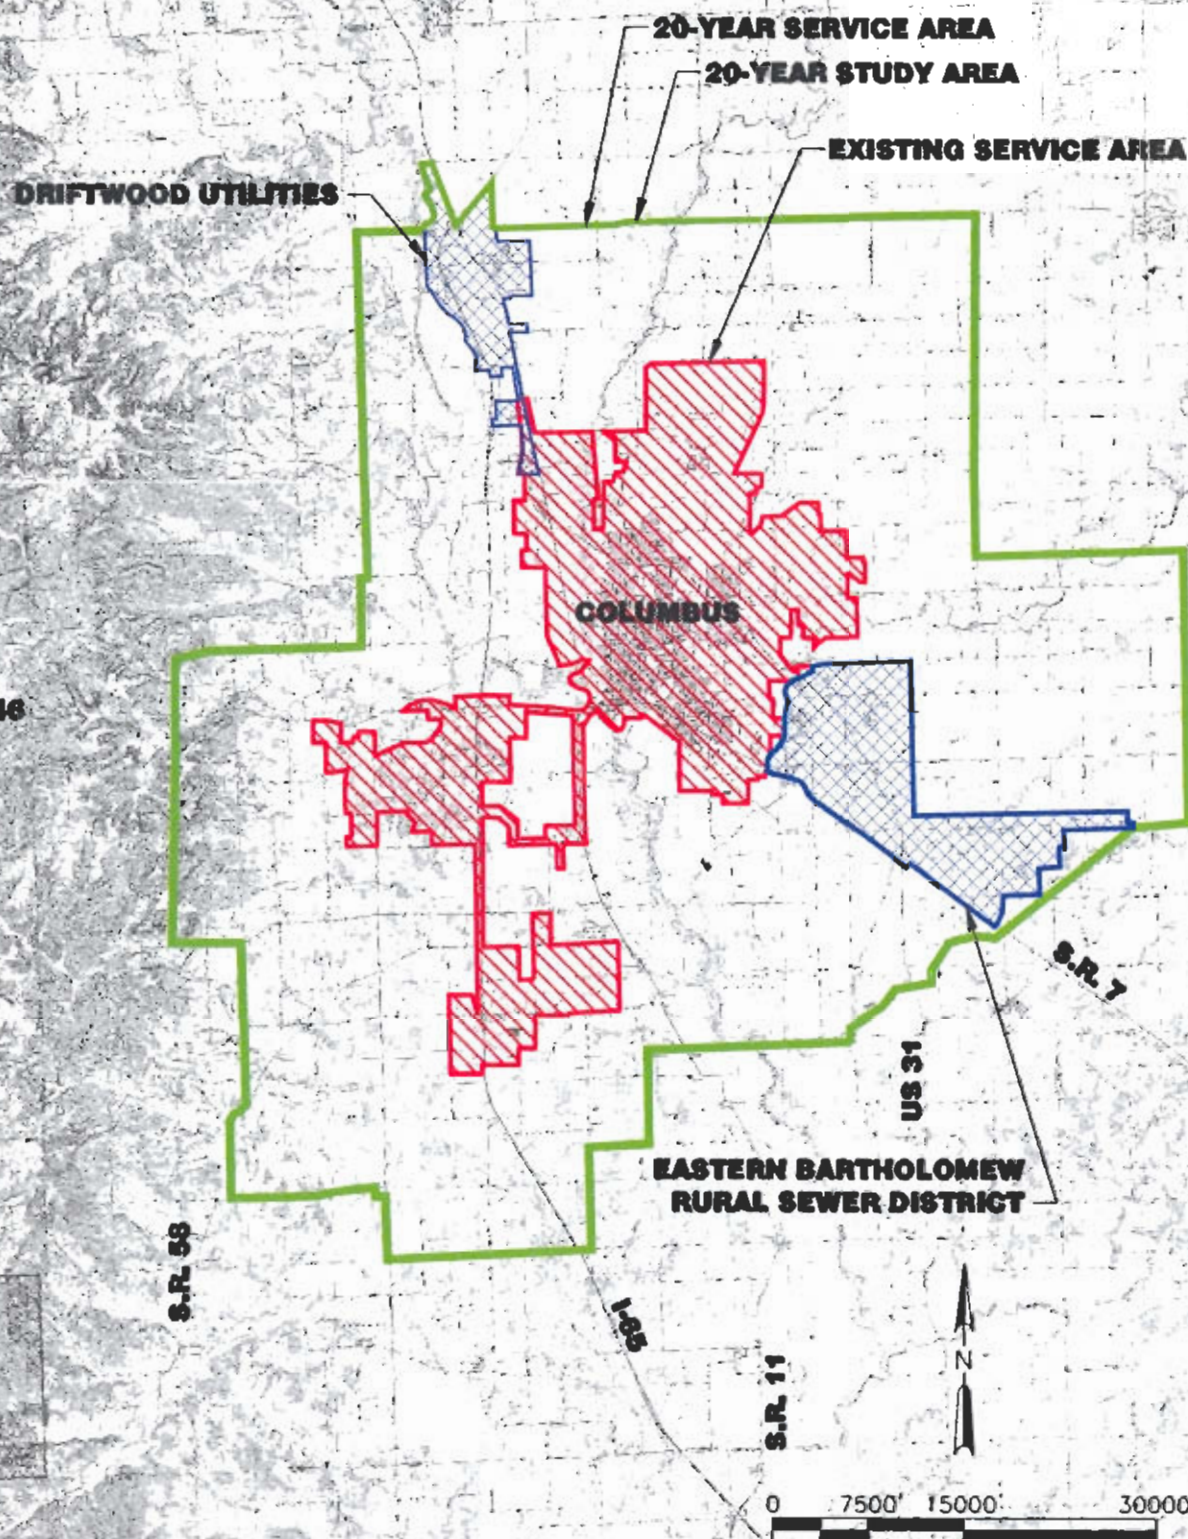 20-YEAR SERVICE AREA
20-YEAR STUDY AREA
EXISTING SERVICE AREA
DRIFTWOOD UTILITIES
COLUMBUS
46
S.R. 7
US 31
EASTERN BARTHOLOMEW
RURAL SEWER DISTRICT
S.R. 58
I-65
S.R. 11
N
0 7500 15000 30000